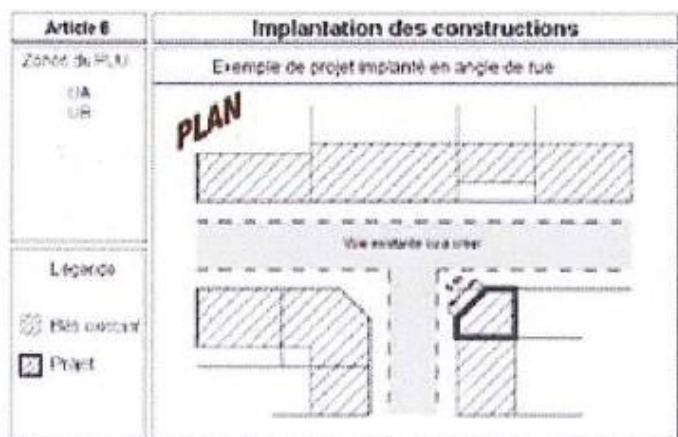 Article 6
Implantation des constructions
Zones du PLU
UA
UB
Exemple de projet implanté en angle de rue
PLAN
Voie existante ou à créer
Légende
Bâti existant
Projet